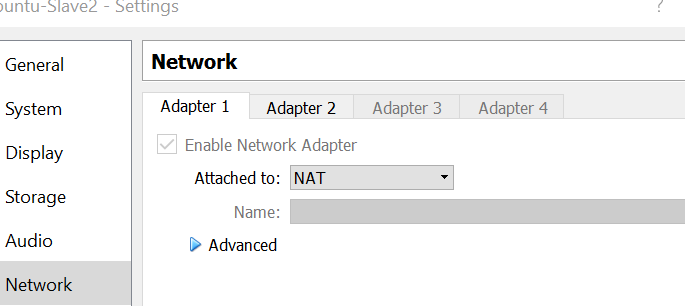 buntu-Slave2 - Settings ?
General
System
Display
Storage
Audio
Network
Network
Adapter 1 Adapter 2 Adapter 3 Adapter 4
Enable Network Adapter
Attached to: NAT
Name:
Advanced